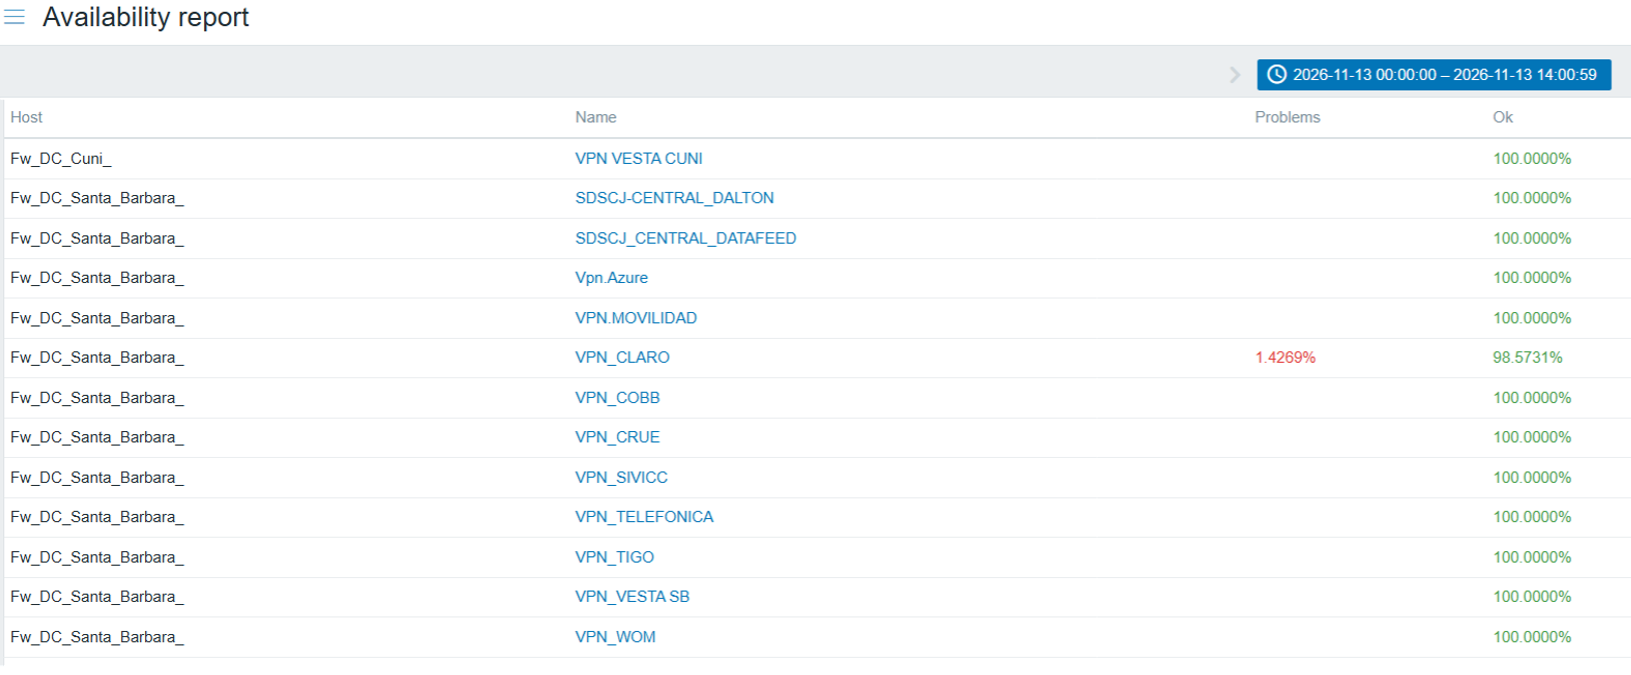 Availability report
2026-11-13 00:00:00 – 2026-11-13 14:00:59
Host Name Problems Ok
Fw_DC_Cuni_ VPN VESTA CUNI 100.0000%
Fw_DC_Santa_Barbara_ SDSCJ-CENTRAL_DALTON 100.0000%
Fw_DC_Santa_Barbara_ SDSCJ_CENTRAL_DATAFEED 100.0000%
Fw_DC_Santa_Barbara_ Vpn.Azure 100.0000%
Fw_DC_Santa_Barbara_ VPN.MOVILIDAD 100.0000%
Fw_DC_Santa_Barbara_ VPN_CLARO 1.4269% 98.5731%
Fw_DC_Santa_Barbara_ VPN_COBB 100.0000%
Fw_DC_Santa_Barbara_ VPN_CRUE 100.0000%
Fw_DC_Santa_Barbara_ VPN_SIVICC 100.0000%
Fw_DC_Santa_Barbara_ VPN_TELEFONICA 100.0000%
Fw_DC_Santa_Barbara_ VPN_TIGO 100.0000%
Fw_DC_Santa_Barbara_ VPN_VESTA SB 100.0000%
Fw_DC_Santa_Barbara_ VPN_WOM 100.0000%